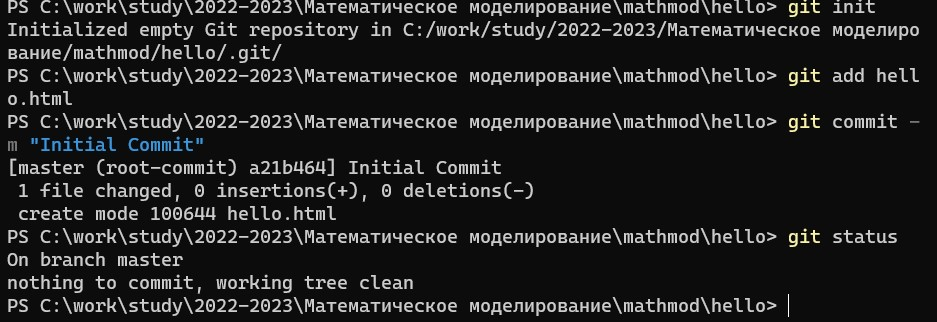 PS C:\work\study\2022-2023\Математическое моделирование\mathmod\hello> git init
Initialized empty Git repository in C:/work/study/2022-2023/Математическое моделиро
вание/mathmod/hello/.git/
PS C:\work\study\2022-2023\Математическое моделирование\mathmod\hello> git add hell
o.html
PS C:\work\study\2022-2023\Математическое моделирование\mathmod\hello> git commit -
m "Initial Commit"
[master (root-commit) a21b464] Initial Commit
 1 file changed, 0 insertions(+), 0 deletions(-)
 create mode 100644 hello.html
PS C:\work\study\2022-2023\Математическое моделирование\mathmod\hello> git status
On branch master
nothing to commit, working tree clean
PS C:\work\study\2022-2023\Математическое моделирование\mathmod\hello>